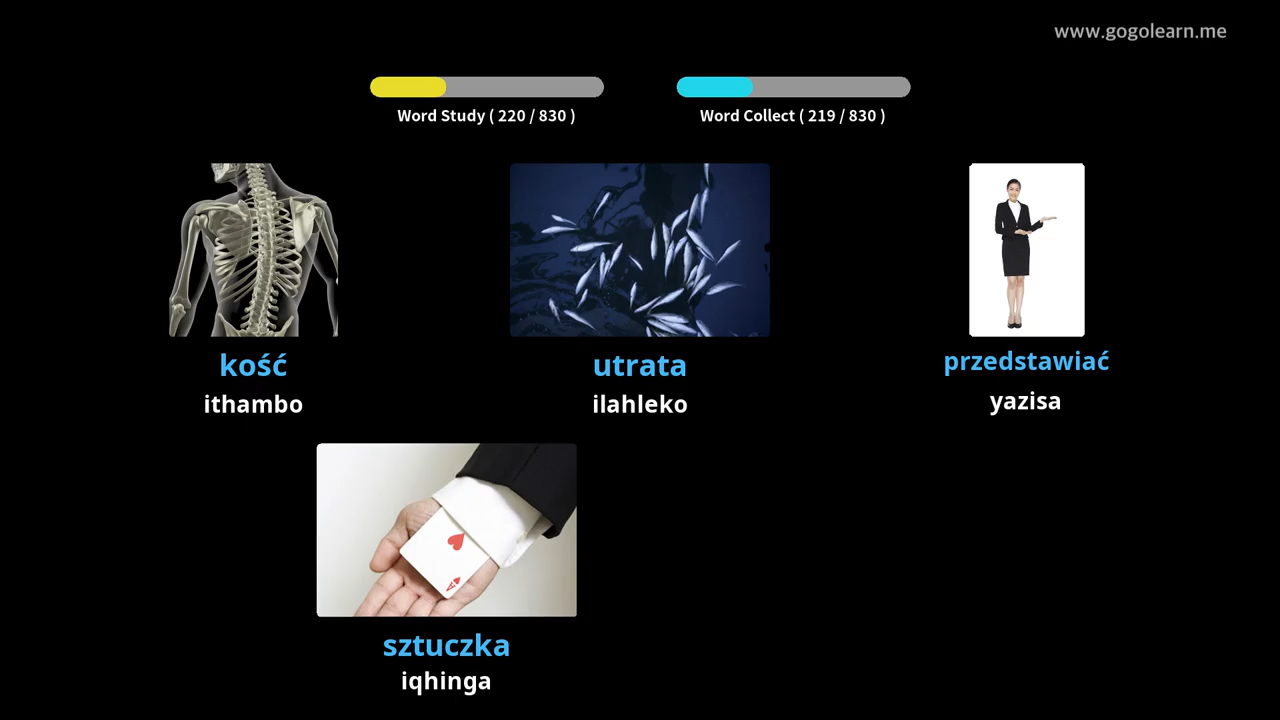 www.gogolearn.me
Word Study ( 220 / 830 )
Word Collect ( 219 / 830 )
kość
ithambo
utrata
ilahleko
przedstawiać
yazisa
A
sztuczka
iqhinga